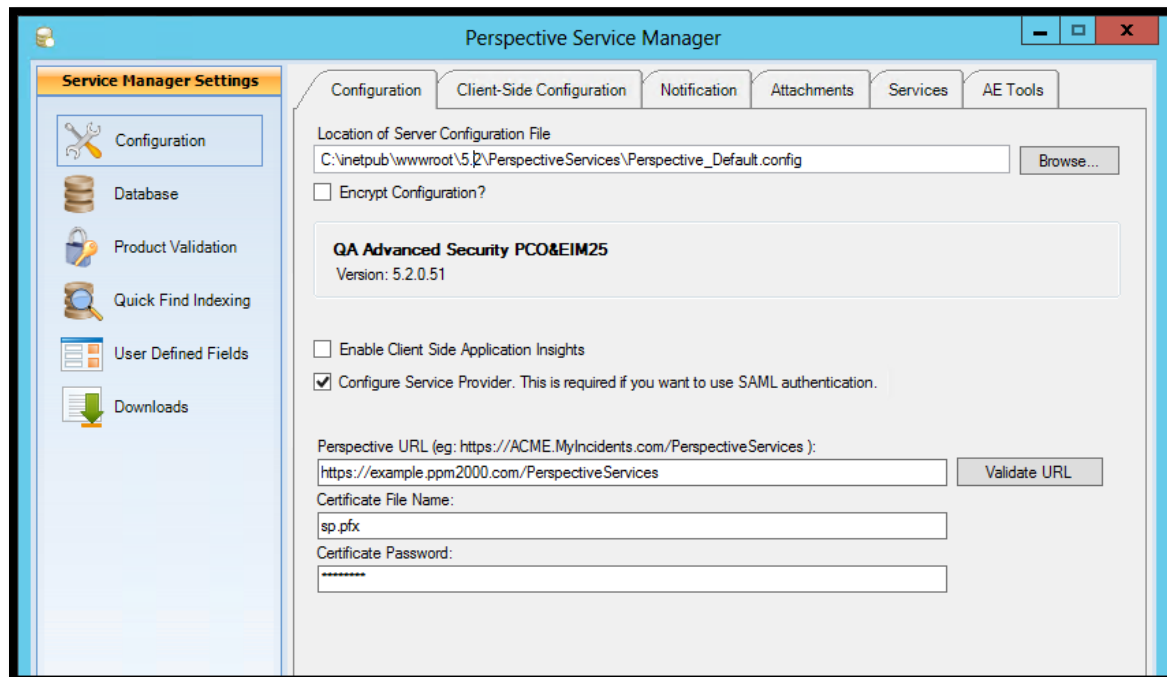 Perspective Service Manager
Service Manager Settings
Configuration
Database
Product Validation
Quick Find Indexing
User Defined Fields
Downloads
Configuration Client-Side Configuration Notification Attachments Services AE Tools
Location of Server Configuration File
C:\inetpub\wwwroot\5.2\PerspectiveServices\Perspective_Default.config Browse...
Encrypt Configuration?
QA Advanced Security PCO&EIM25
Version: 5.2.0.51
Enable Client Side Application Insights
Configure Service Provider. This is required if you want to use SAML authentication.
Perspective URL (eg: https://ACME.MyIncidents.com/PerspectiveServices ):
https://example.ppm2000.com/PerspectiveServices Validate URL
Certificate File Name:
sp.pfx
Certificate Password:
********